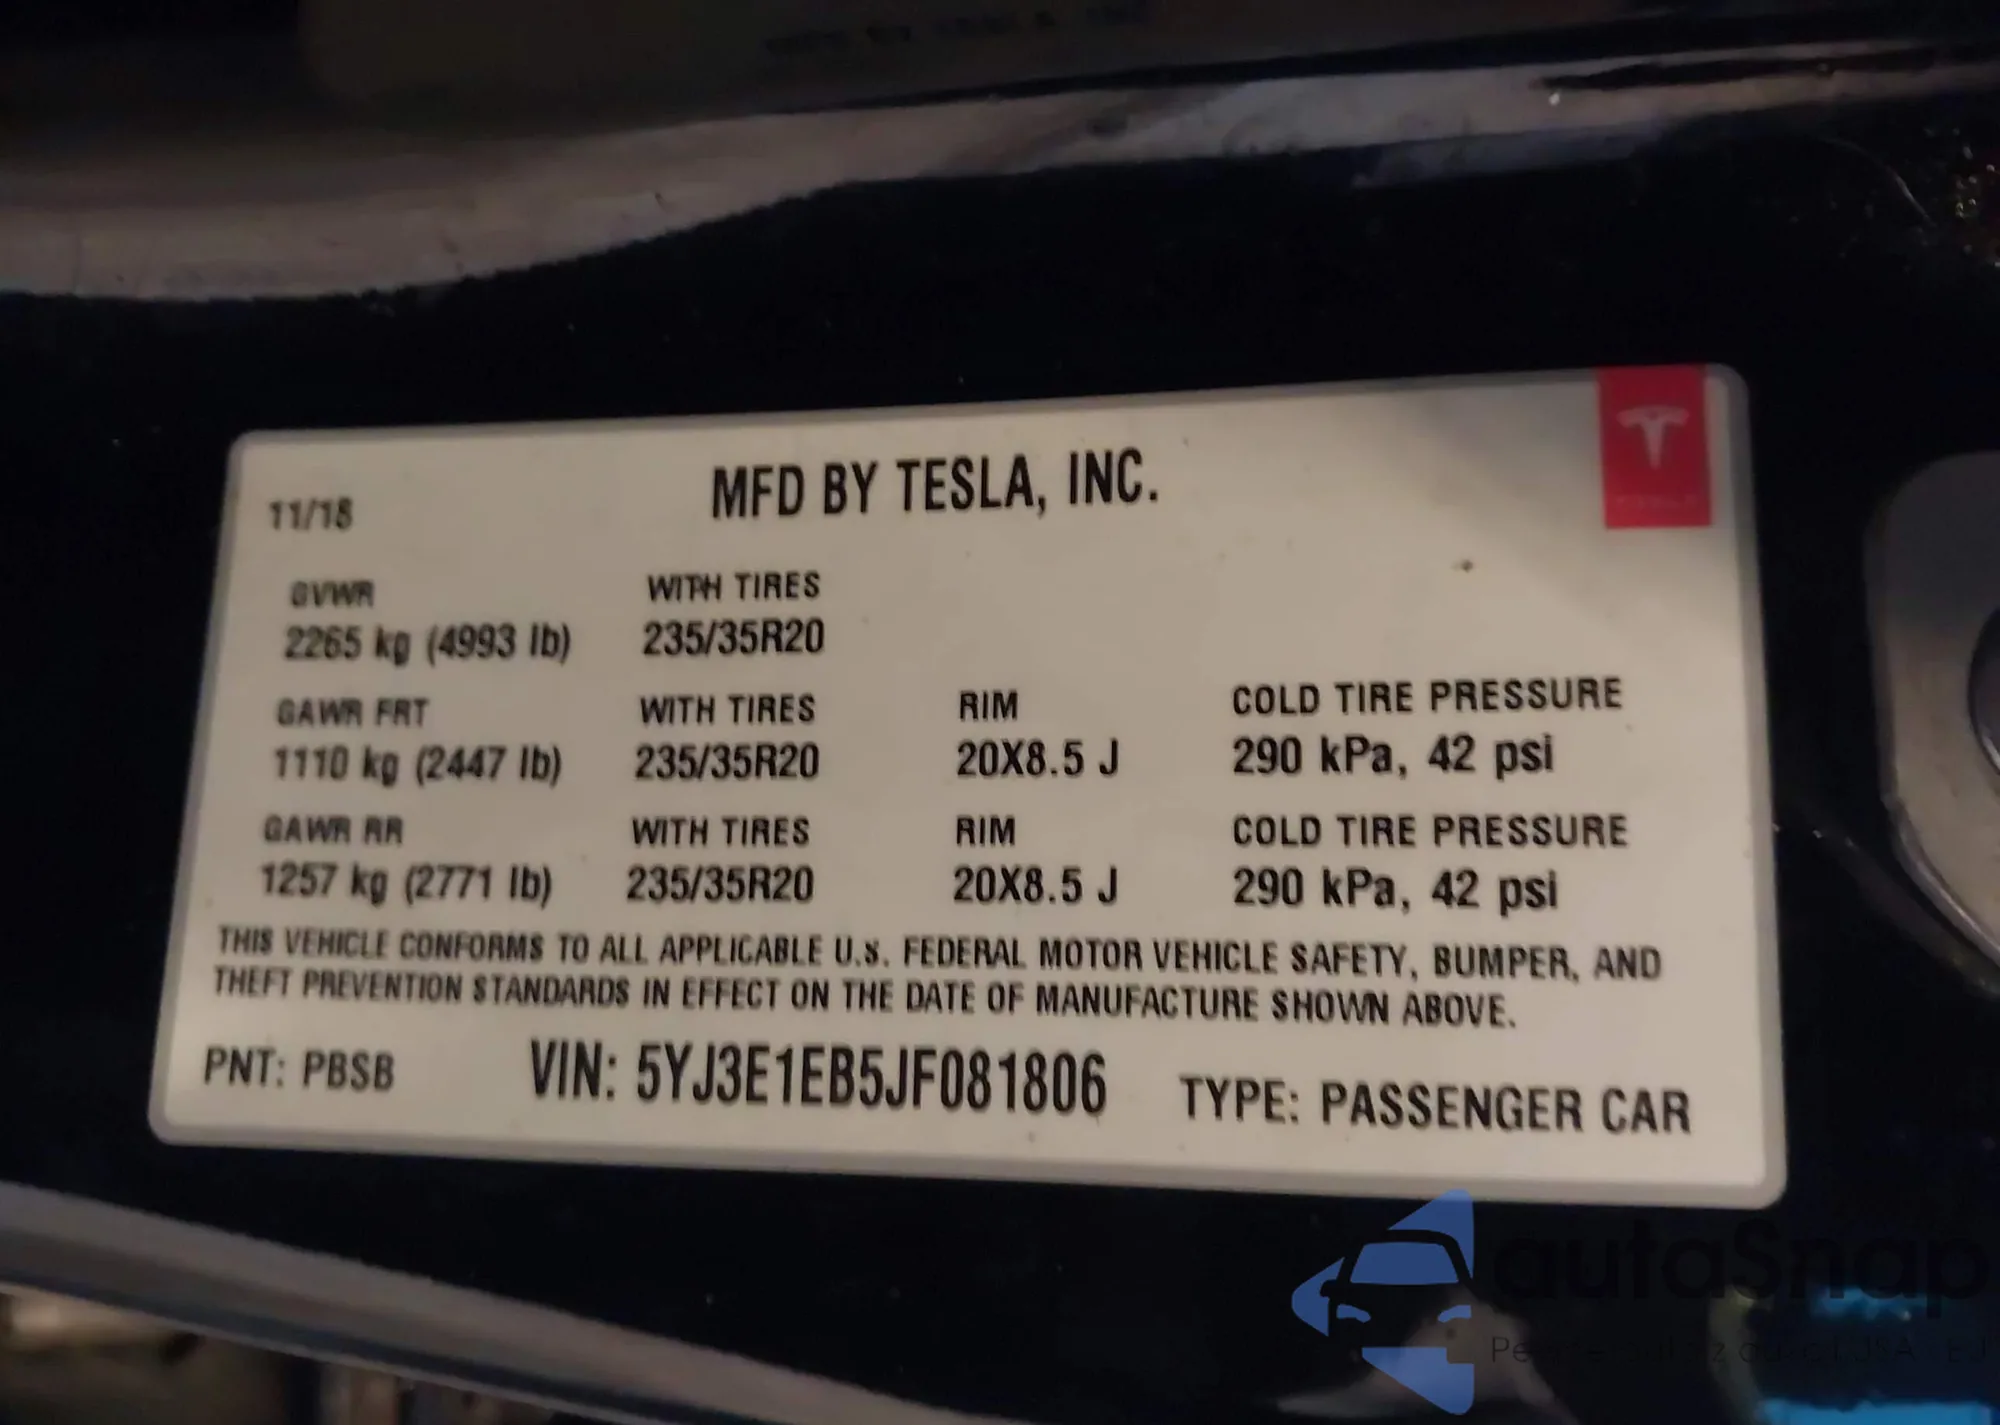 11/18 MFD BY TESLA, INC.
GVWR WITH TIRES
2265 kg (4993 lb) 235/35R20
GAWR FRT WITH TIRES RIM COLD TIRE PRESSURE
1110 kg (2447 lb) 235/35R20 20X8.5 J 290 kPa, 42 psi
GAWR RR WITH TIRES RIM COLD TIRE PRESSURE
1257 kg (2771 lb) 235/35R20 20X8.5 J 290 kPa, 42 psi
THIS VEHICLE CONFORMS TO ALL APPLICABLE U.S. FEDERAL MOTOR VEHICLE SAFETY, BUMPER, AND
THEFT PREVENTION STANDARDS IN EFFECT ON THE DATE OF MANUFACTURE SHOWN ABOVE.
PNT: PBSB VIN: 5YJ3E1EB5JF081806 TYPE: PASSENGER CAR
autaSnap